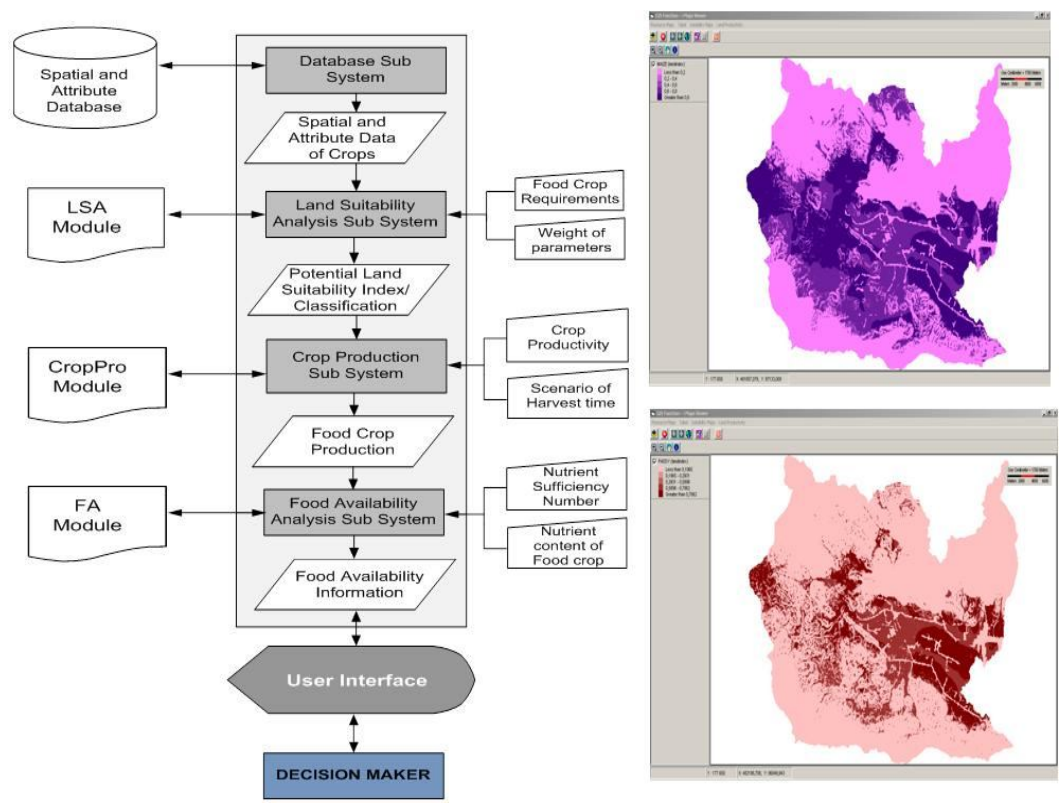 Spatial and
Attribute
Database
Database Sub
System
Spatial and
Attribute Data
of Crops
LSA
Module
Land Suitability
Analysis Sub System
Food Crop
Requirements
Weight of
parameters
Potential Land
Suitability Index/
Classification
CropPro
Module
Crop Production
Sub System
Crop
Productivity
Scenario of
Harvest time
Food Crop
Production
FA
Module
Food Availability
Analysis Sub System
Nutrient
Sufficiency
Number
Nutrient
content of
Food crop
Food Availability
Information
User Interface
DECISION MAKER